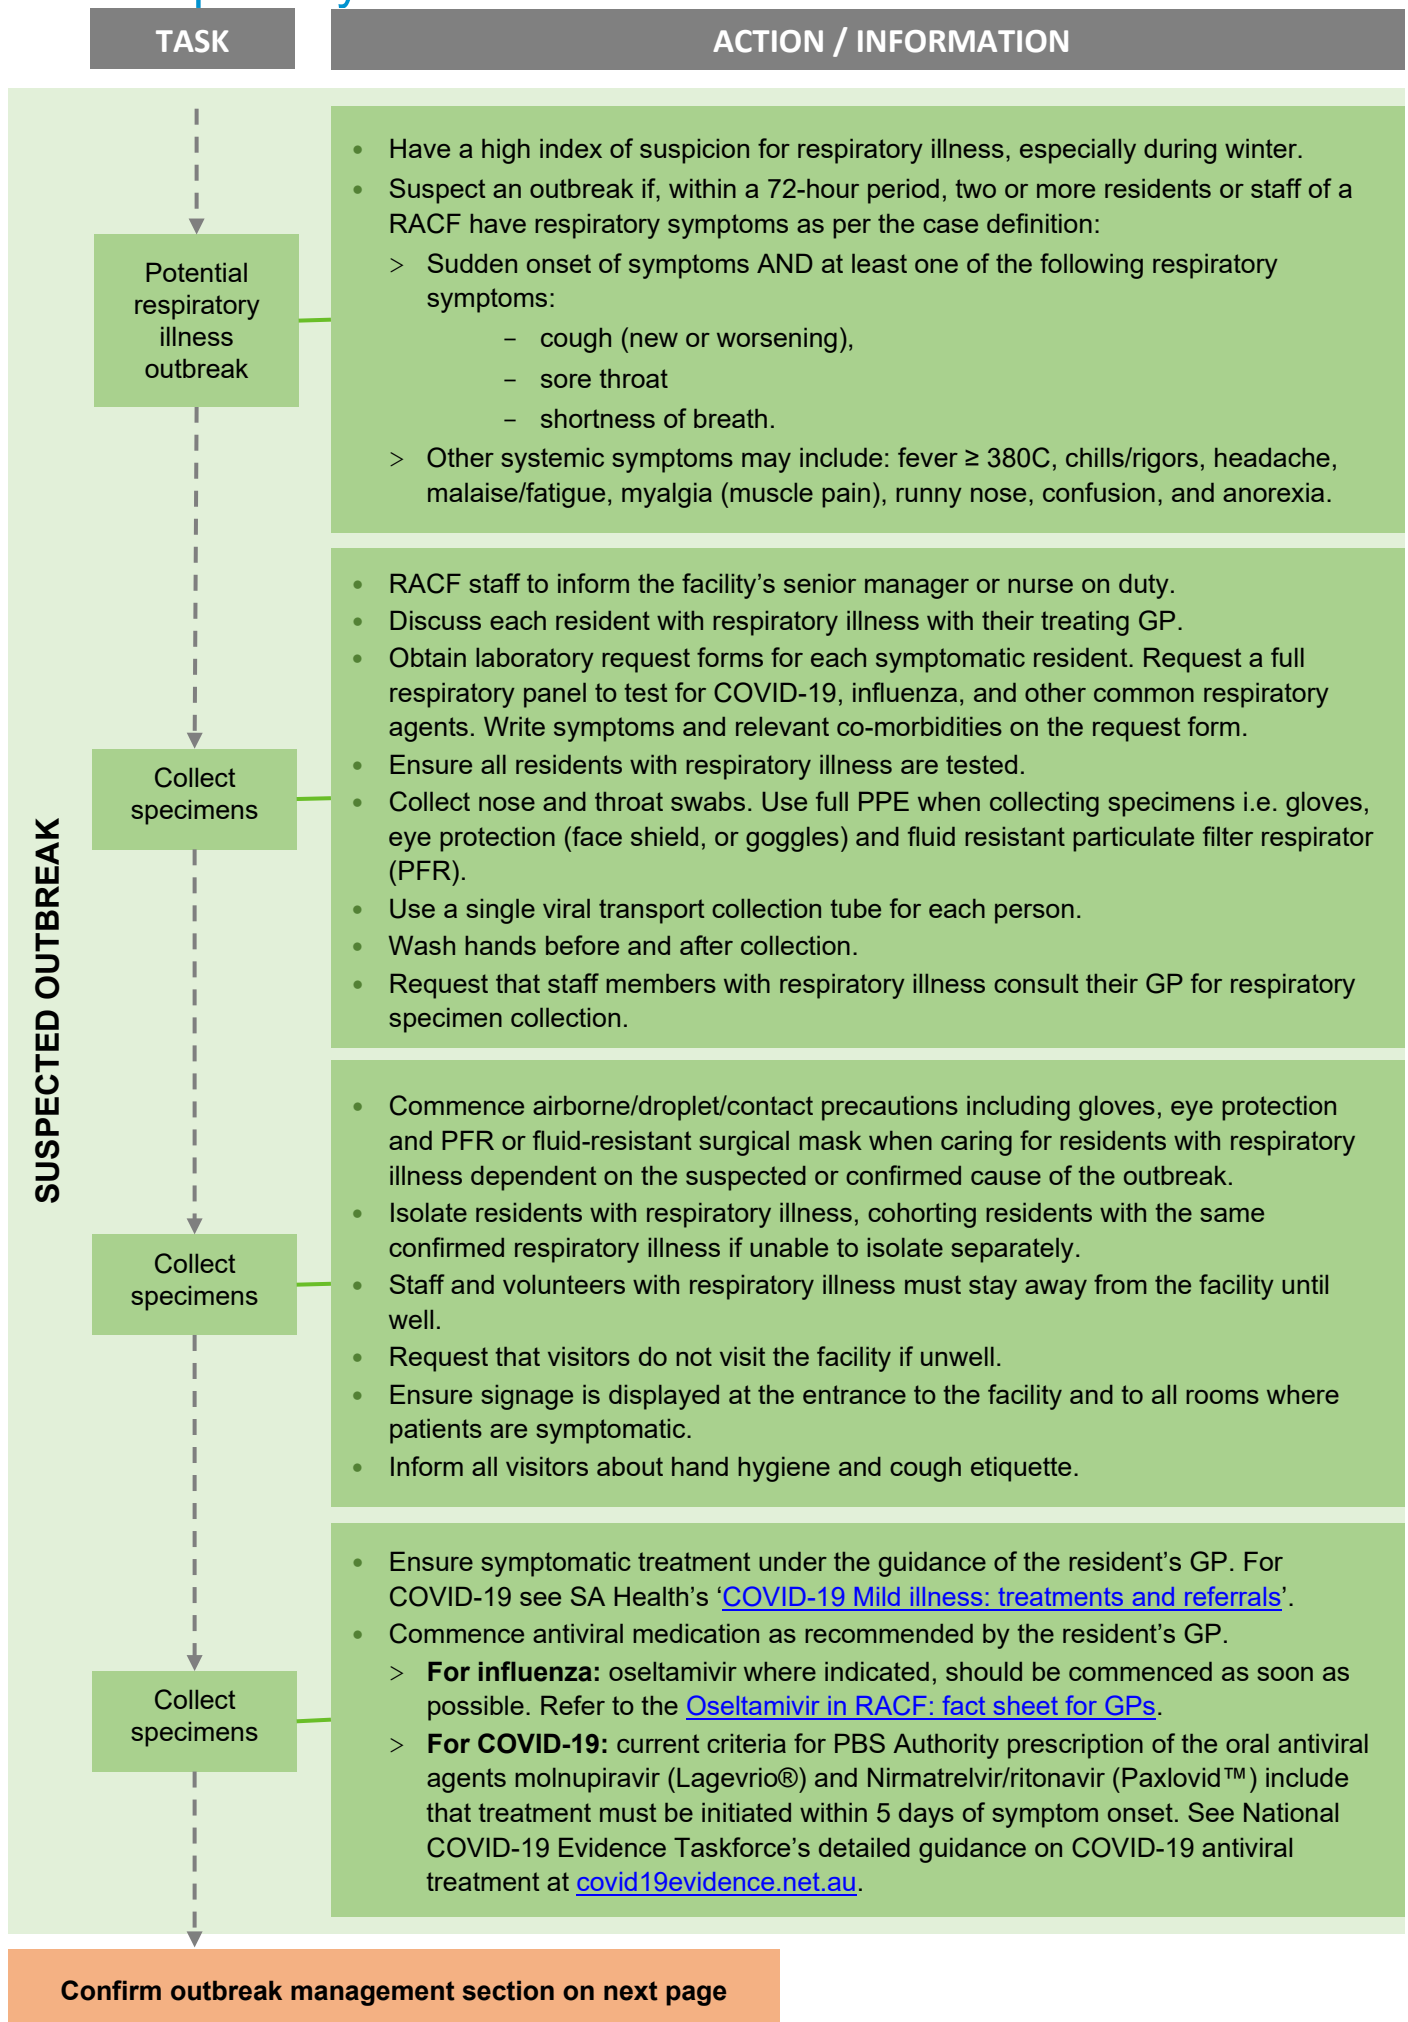 TASK
ACTION / INFORMATION
SUSPECTED OUTBREAK
Potential
respiratory
illness
outbreak
• Have a high index of suspicion for respiratory illness, especially during winter.
• Suspect an outbreak if, within a 72-hour period, two or more residents or staff of a
RACF have respiratory symptoms as per the case definition:
> Sudden onset of symptoms AND at least one of the following respiratory
symptoms:
- cough (new or worsening),
- sore throat
- shortness of breath.
> Other systemic symptoms may include: fever ≥ 380C, chills/rigors, headache,
malaise/fatigue, myalgia (muscle pain), runny nose, confusion, and anorexia.
Collect
specimens
• RACF staff to inform the facility’s senior manager or nurse on duty.
• Discuss each resident with respiratory illness with their treating GP.
• Obtain laboratory request forms for each symptomatic resident. Request a full
respiratory panel to test for COVID-19, influenza, and other common respiratory
agents. Write symptoms and relevant co-morbidities on the request form.
• Ensure all residents with respiratory illness are tested.
• Collect nose and throat swabs. Use full PPE when collecting specimens i.e. gloves,
eye protection (face shield, or goggles) and fluid resistant particulate filter respirator
(PFR).
• Use a single viral transport collection tube for each person.
• Wash hands before and after collection.
• Request that staff members with respiratory illness consult their GP for respiratory
specimen collection.
Collect
specimens
• Commence airborne/droplet/contact precautions including gloves, eye protection
and PFR or fluid-resistant surgical mask when caring for residents with respiratory
illness dependent on the suspected or confirmed cause of the outbreak.
• Isolate residents with respiratory illness, cohorting residents with the same
confirmed respiratory illness if unable to isolate separately.
• Staff and volunteers with respiratory illness must stay away from the facility until
well.
• Request that visitors do not visit the facility if unwell.
• Ensure signage is displayed at the entrance to the facility and to all rooms where
patients are symptomatic.
• Inform all visitors about hand hygiene and cough etiquette.
Collect
specimens
• Ensure symptomatic treatment under the guidance of the resident’s GP. For
COVID-19 see SA Health’s ‘COVID-19 Mild illness: treatments and referrals’.
• Commence antiviral medication as recommended by the resident’s GP.
> For influenza: oseltamivir where indicated, should be commenced as soon as
possible. Refer to the Oseltamivir in RACF: fact sheet for GPs.
> For COVID-19: current criteria for PBS Authority prescription of the oral antiviral
agents molnupiravir (Lagevrio®) and Nirmatrelvir/ritonavir (Paxlovid™) include
that treatment must be initiated within 5 days of symptom onset. See National
COVID-19 Evidence Taskforce’s detailed guidance on COVID-19 antiviral
treatment at covid19evidence.net.au.
Confirm outbreak management section on next page